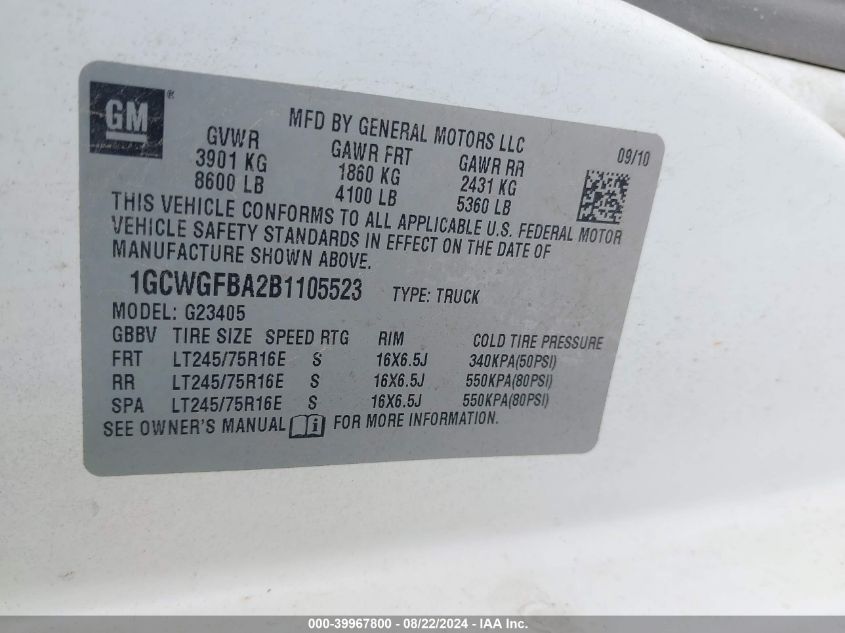 GM®
MFD BY GENERAL MOTORS LLC
09/10
GVWR GAWR FRT GAWR RR
3901 KG 1860 KG 2431 KG
8600 LB 4100 LB 5360 LB
THIS VEHICLE CONFORMS TO ALL APPLICABLE U.S. FEDERAL MOTOR
VEHICLE SAFETY STANDARDS IN EFFECT ON THE DATE OF
MANUFACTURE SHOWN ABOVE.
1GCWGFBA2B1105523 TYPE: TRUCK
MODEL: G23405
GBBV TIRE SIZE SPEED RTG RIM COLD TIRE PRESSURE
FRT LT245/75R16E S 16X6.5J 340KPA(50PSI)
RR LT245/75R16E S 16X6.5J 550KPA(80PSI)
SPA LT245/75R16E S 16X6.5J 550KPA(80PSI)
SEE OWNER'S MANUAL i FOR MORE INFORMATION.
000-39967800 - 08/22/2024 - IAA Inc.